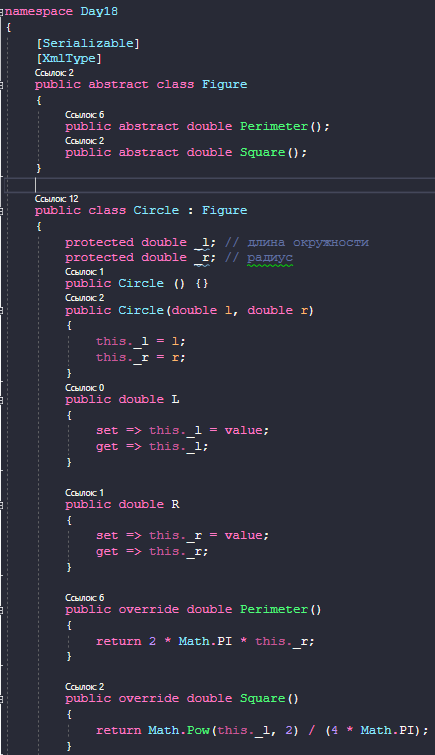 namespace Day18
{
[Serializable]
[XmlType]
Ссылок: 2
public abstract class Figure
{
Ссылок: 6
public abstract double Perimeter();
Ссылок: 2
public abstract double Square();
}
Ссылок: 12
public class Circle : Figure
{
protected double _l; // длина окружности
protected double _r; // радиус
Ссылок: 1
public Circle () {}
Ссылок: 2
public Circle(double l, double r)
{
this._l = l;
this._r = r;
}
Ссылок: 0
public double L
{
set => this._l = value;
get => this._l;
}
Ссылок: 1
public double R
{
set => this._r = value;
get => this._r;
}
Ссылок: 6
public override double Perimeter()
{
return 2 * Math.PI * this._r;
}
Ссылок: 2
public override double Square()
{
return Math.Pow(this._l, 2) / (4 * Math.PI);
}